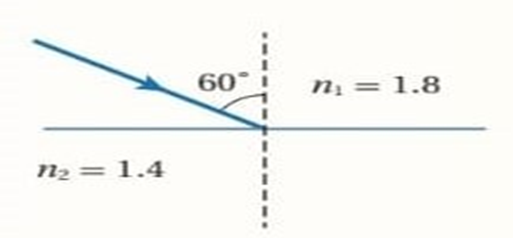 60°
n₁ = 1.8
n₂ = 1.4